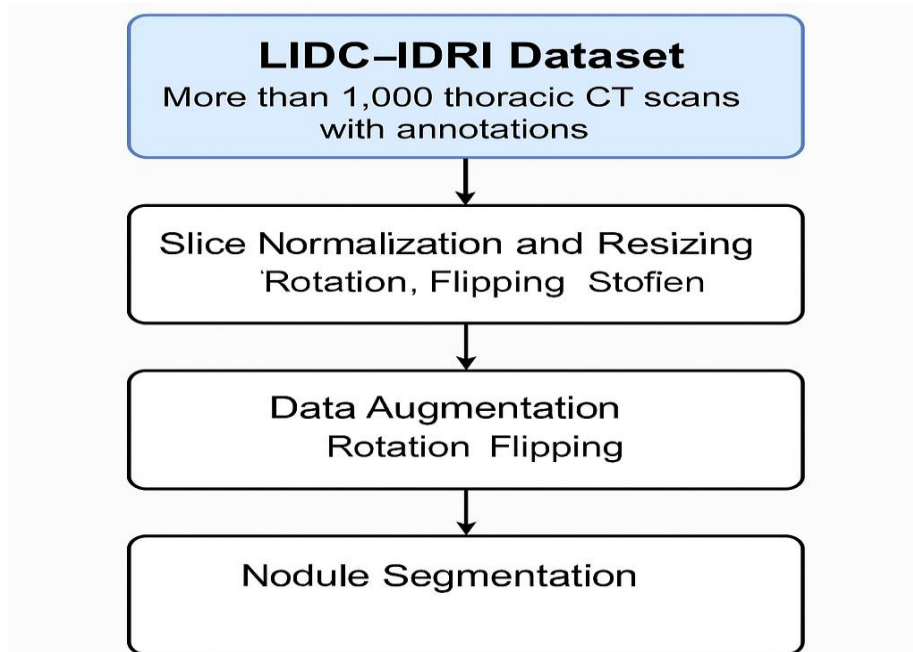 LIDC–IDRI Dataset
More than 1,000 thoracic CT scans
with annotations
Slice Normalization and Resizing
'Rotation, Flipping Stofien
Data Augmentation
Rotation Flipping
Nodule Segmentation